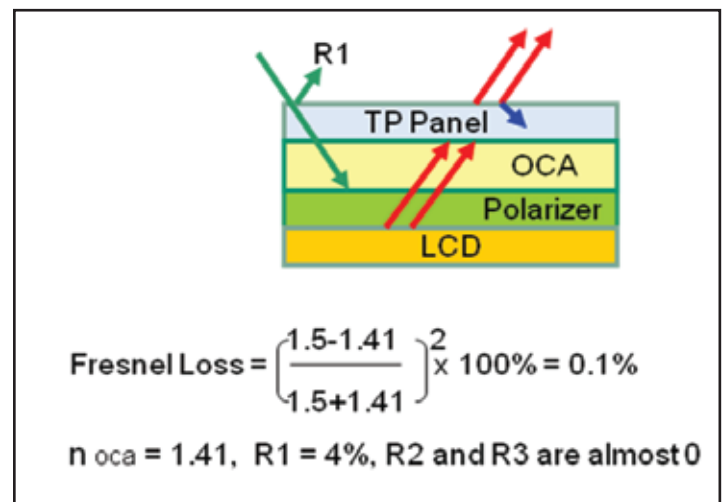 R1
TP Panel
OCA
Polarizer
LCD
1.5-1.41
Fresnel Loss = ( ———— )² x 100% = 0.1%
1.5+1.41
n oca = 1.41, R1 = 4%, R2 and R3 are almost 0